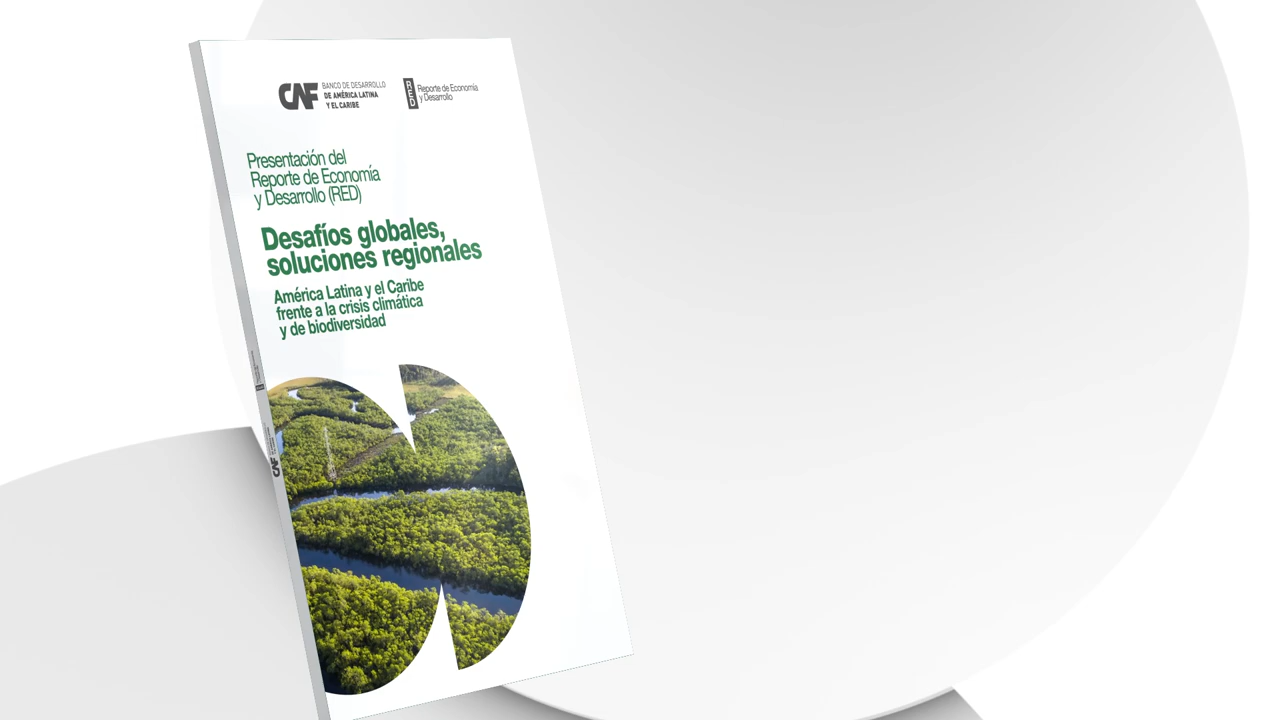 CAF
BANCO DE DESARROLLO
DE AMÉRICA LATINA
Y EL CARIBE
RED
Reporte de Economía
y Desarrollo
Presentación del
Reporte de Economía
y Desarrollo (RED)
Desafíos globales,
soluciones regionales
América Latina y el Caribe
frente a la crisis climática
y de biodiversidad
CAF